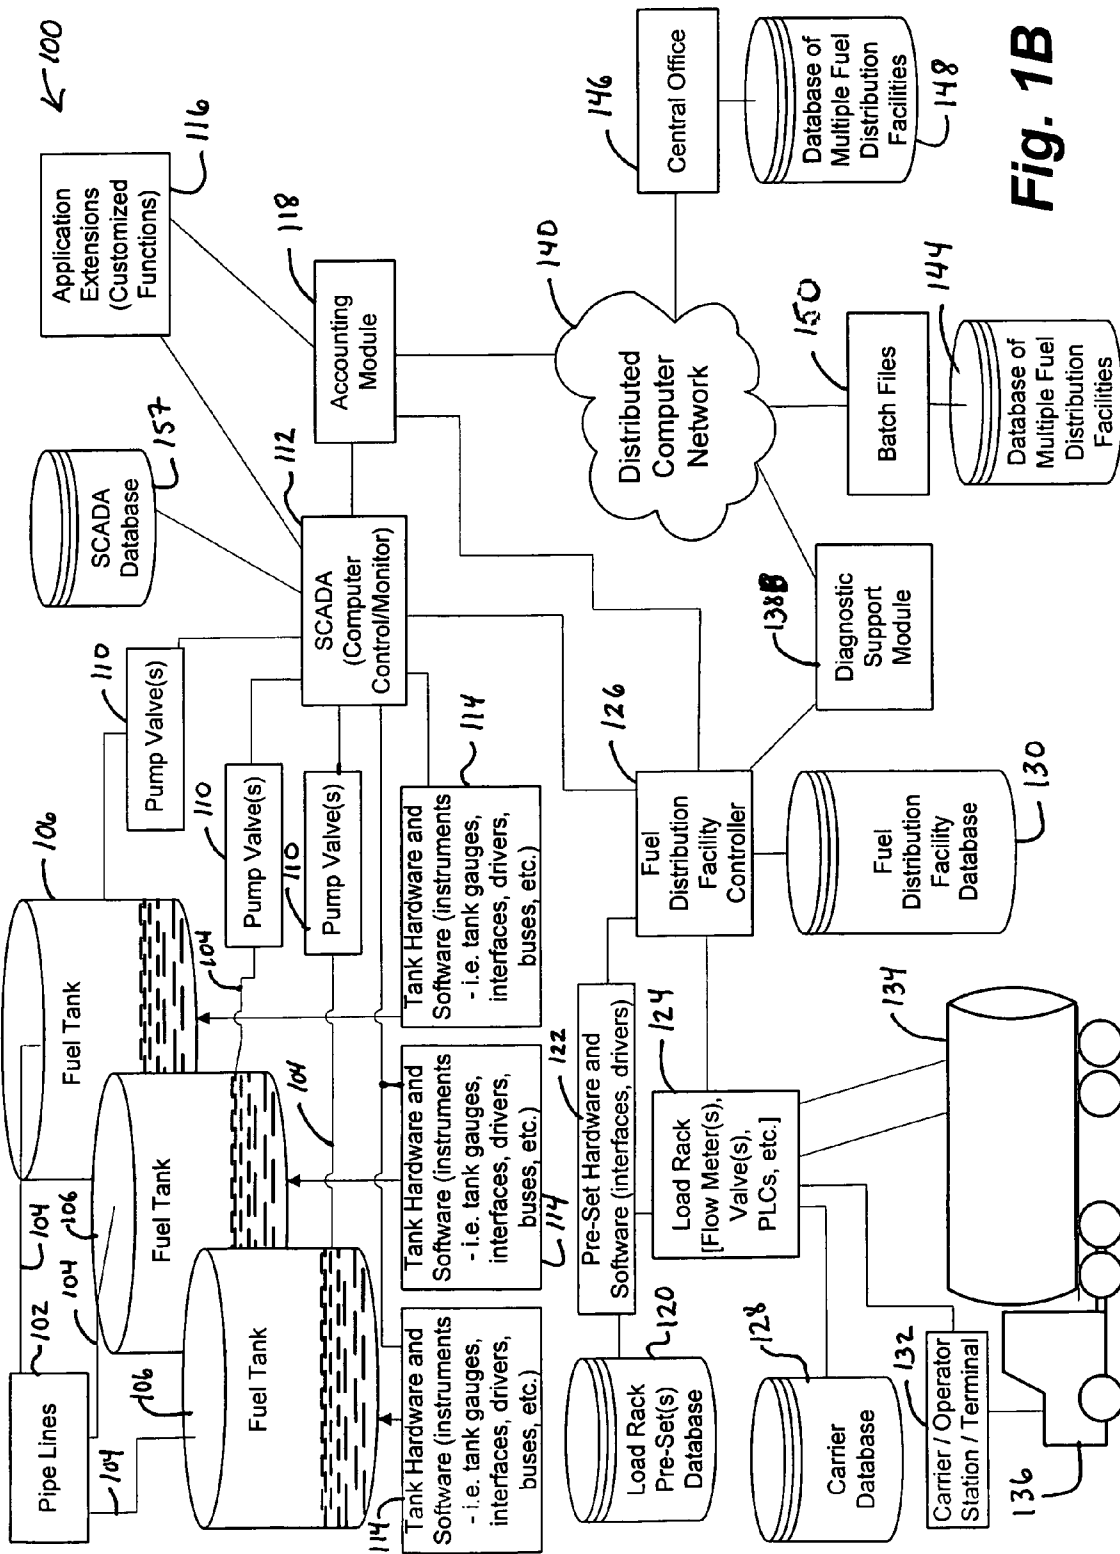 100
Pipe Lines
102
104
104
104
Fuel Tank
106
Fuel Tank
106
Fuel Tank
106
104
104
Pump Valve(s)
110
Pump Valve(s)
110
Pump Valve(s)
110
SCADA
Database
157
Application
Extensions
(Customized
Functions)
116
SCADA
(Computer
Control/Monitor)
112
Accounting
Module
118
Tank Hardware and
Software (instruments
- i.e. tank gauges,
interfaces, drivers,
buses, etc.)
114
Tank Hardware and
Software (instruments
- i.e. tank gauges,
interfaces, drivers,
buses, etc.)
114
Tank Hardware and
Software (instruments
- i.e. tank gauges,
interfaces, drivers,
buses, etc.)
114
Load Rack
Pre-Set(s)
Database
120
Pre-Set Hardware and
Software (interfaces, drivers)
122
Load Rack
[Flow Meter(s),
Valve(s),
PLCs, etc.]
124
Fuel
Distribution
Facility
Controller
126
Distributed
Computer
Network
140
Central Office
146
Database of
Multiple Fuel
Distribution
Facilities
148
Carrier
Database
128
Carrier / Operator
Station / Terminal
132
134
136
Fuel
Distribution
Facility
Database
130
Diagnostic
Support
Module
138B
Batch Files
150
Database of
Multiple Fuel
Distribution
Facilities
144
Fig. 1B